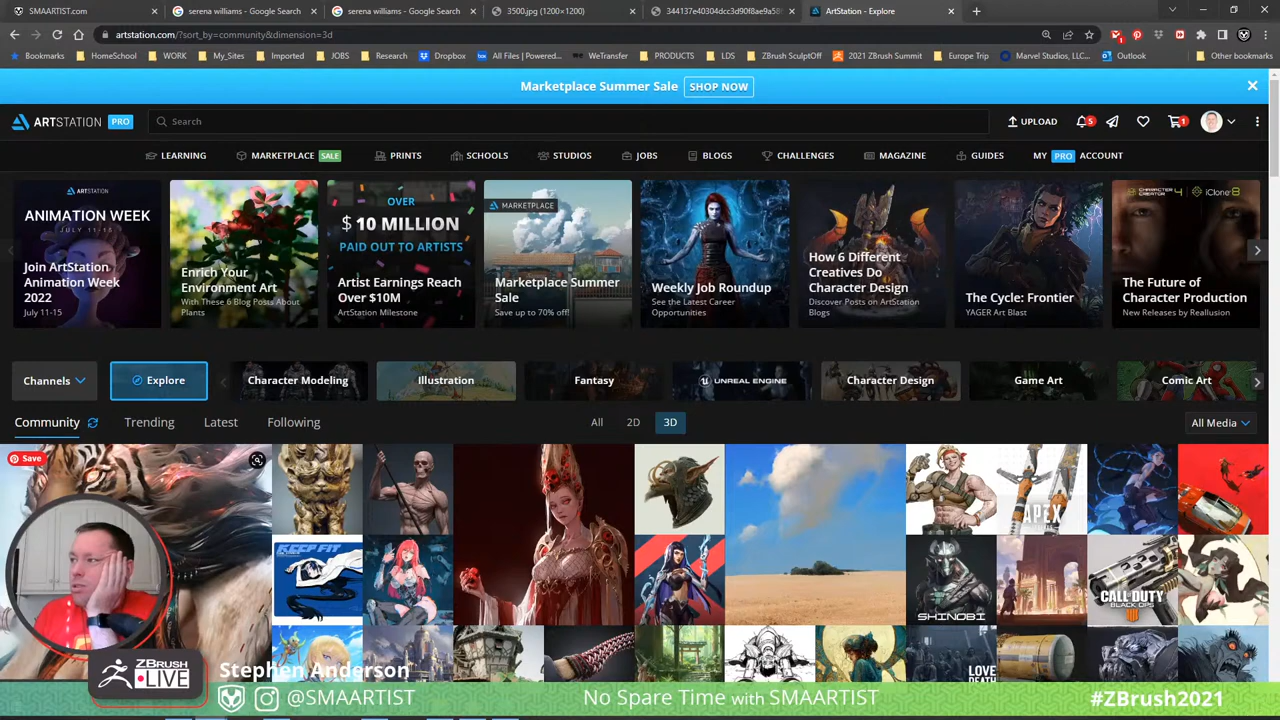 SMAARTIST.com
serena williams - Google Search
serena williams - Google Search
3500.jpg (1200×1200)
ArtStation - Explore
artstation.com/?sort_by=community&dimension=3d
Bookmarks
HomeSchool
WORK
My_Sites
Imported
JOBS
Research
Dropbox
All Files | Powered...
WeTransfer
PRODUCTS
LDS
ZBrush SculptOff
2021 ZBrush Summit
Europe Trip
Marvel Studios, LLC...
Outlook
Other bookmarks
Marketplace Summer Sale SHOP NOW
ARTSTATION PRO
Search
UPLOAD
5
1
LEARNING
MARKETPLACE SALE
PRINTS
SCHOOLS
STUDIOS
JOBS
BLOGS
CHALLENGES
MAGAZINE
GUIDES
MY PRO ACCOUNT
ARTSTATION
ANIMATION WEEK
JULY 11-15
Join ArtStation
Animation Week
2022
July 11-15
Enrich Your
Environment Art
With These 6 Blog Posts About
Plants
OVER
$ 10 MILLION
PAID OUT TO ARTISTS
Artist Earnings Reach
Over $10M
ArtStation Milestone
MARKETPLACE
Marketplace Summer
Sale
Save up to 70% off!
Weekly Job Roundup
See the Latest Career
Opportunities
How 6 Different
Creatives Do
Character Design
Discover Posts on ArtStation
Blogs
The Cycle: Frontier
YAGER Art Blast
CHARACTER CREATOR 4
iClone 8
The Future of
Character Production
New Releases by Reallusion
Channels
Explore
Character Modeling
Illustration
Fantasy
UNREAL ENGINE
Character Design
Game Art
Comic Art
Community
Trending
Latest
Following
All
2D
3D
All Media
Save
KEEP FIT
APEX
SHINOBI
CALL DUTY
BLACK OPS
LOVE
DEATH
ZBRUSH
LIVE
Stephen Anderson
@SMAARTIST
No Spare Time with SMAARTIST
#ZBrush2021